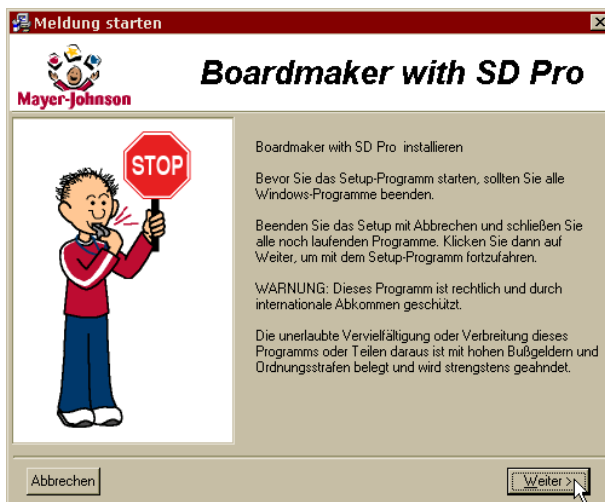 Meldung starten
Mayer-Johnson
Boardmaker with SD Pro
STOP
Boardmaker with SD Pro  installieren
Bevor Sie das Setup-Programm starten, sollten Sie alle
Windows-Programme beenden.
Beenden Sie das Setup mit Abbrechen und schließen Sie
alle noch laufenden Programme. Klicken Sie dann auf
Weiter, um mit dem Setup-Programm fortzufahren.
WARNUNG: Dieses Programm ist rechtlich und durch
internationale Abkommen geschützt.
Die unerlaubte Vervielfältigung oder Verbreitung dieses
Programms oder Teilen daraus ist mit hohen Bußgeldern und
Ordnungsstrafen belegt und wird strengstens geahndet.
Abbrechen
Weiter >